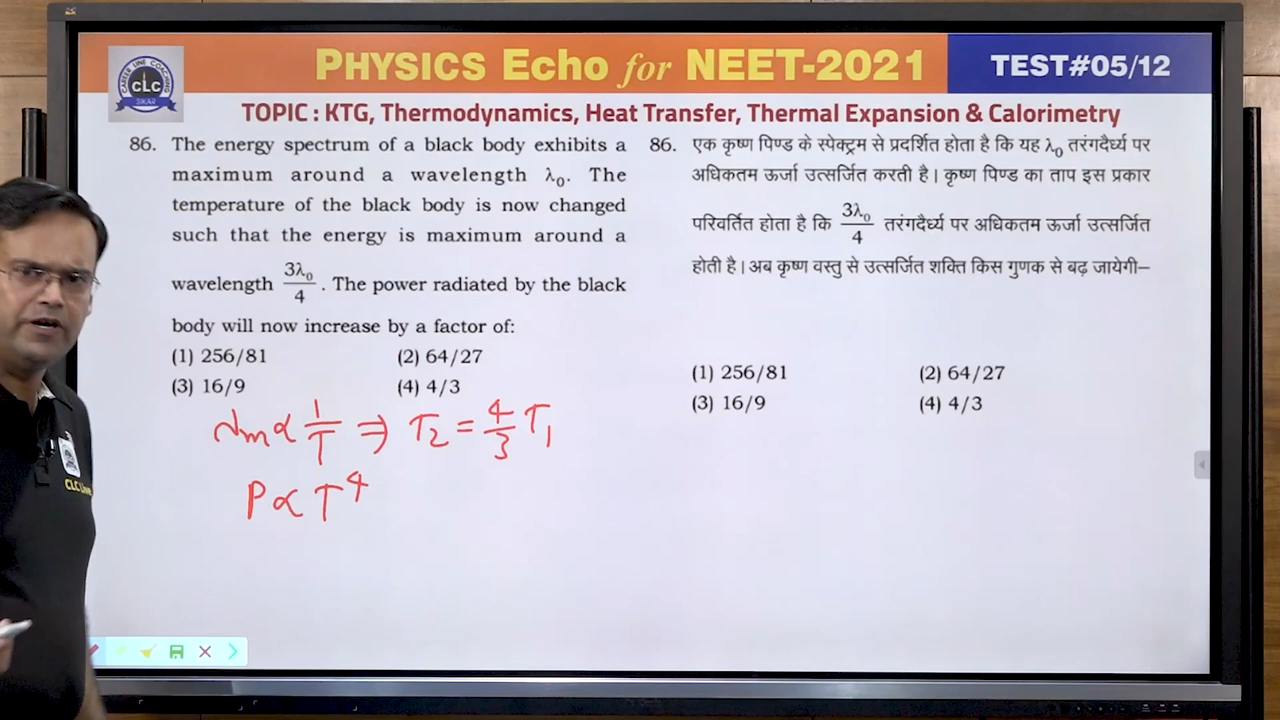 PHYSICS Echo for NEET-2021
TEST#05/12
CAREER LINE COACHING
CLC
SIKAR
TOPIC : KTG, Thermodynamics, Heat Transfer, Thermal Expansion & Calorimetry
86. The energy spectrum of a black body exhibits a
maximum around a wavelength λ₀. The
temperature of the black body is now changed
such that the energy is maximum around a
wavelength 3λ₀/4. The power radiated by the black
body will now increase by a factor of:
(1) 256/81 (2) 64/27
(3) 16/9 (4) 4/3
λm ∝ 1/T ⇒ T₂ = 4/3 T₁
P ∝ T⁴
86. एक कृष्ण पिण्ड के स्पेक्ट्रम से प्रदर्शित होता है कि यह λ₀ तरंगदैर्ध्य पर
अधिकतम ऊर्जा उत्सर्जित करती है। कृष्ण पिण्ड का ताप इस प्रकार
परिवर्तित होता है कि 3λ₀/4 तरंगदैर्ध्य पर अधिकतम ऊर्जा उत्सर्जित
होती है। अब कृष्ण वस्तु से उत्सर्जित शक्ति किस गुणक से बढ़ जायेगी–
(1) 256/81 (2) 64/27
(3) 16/9 (4) 4/3
CLC